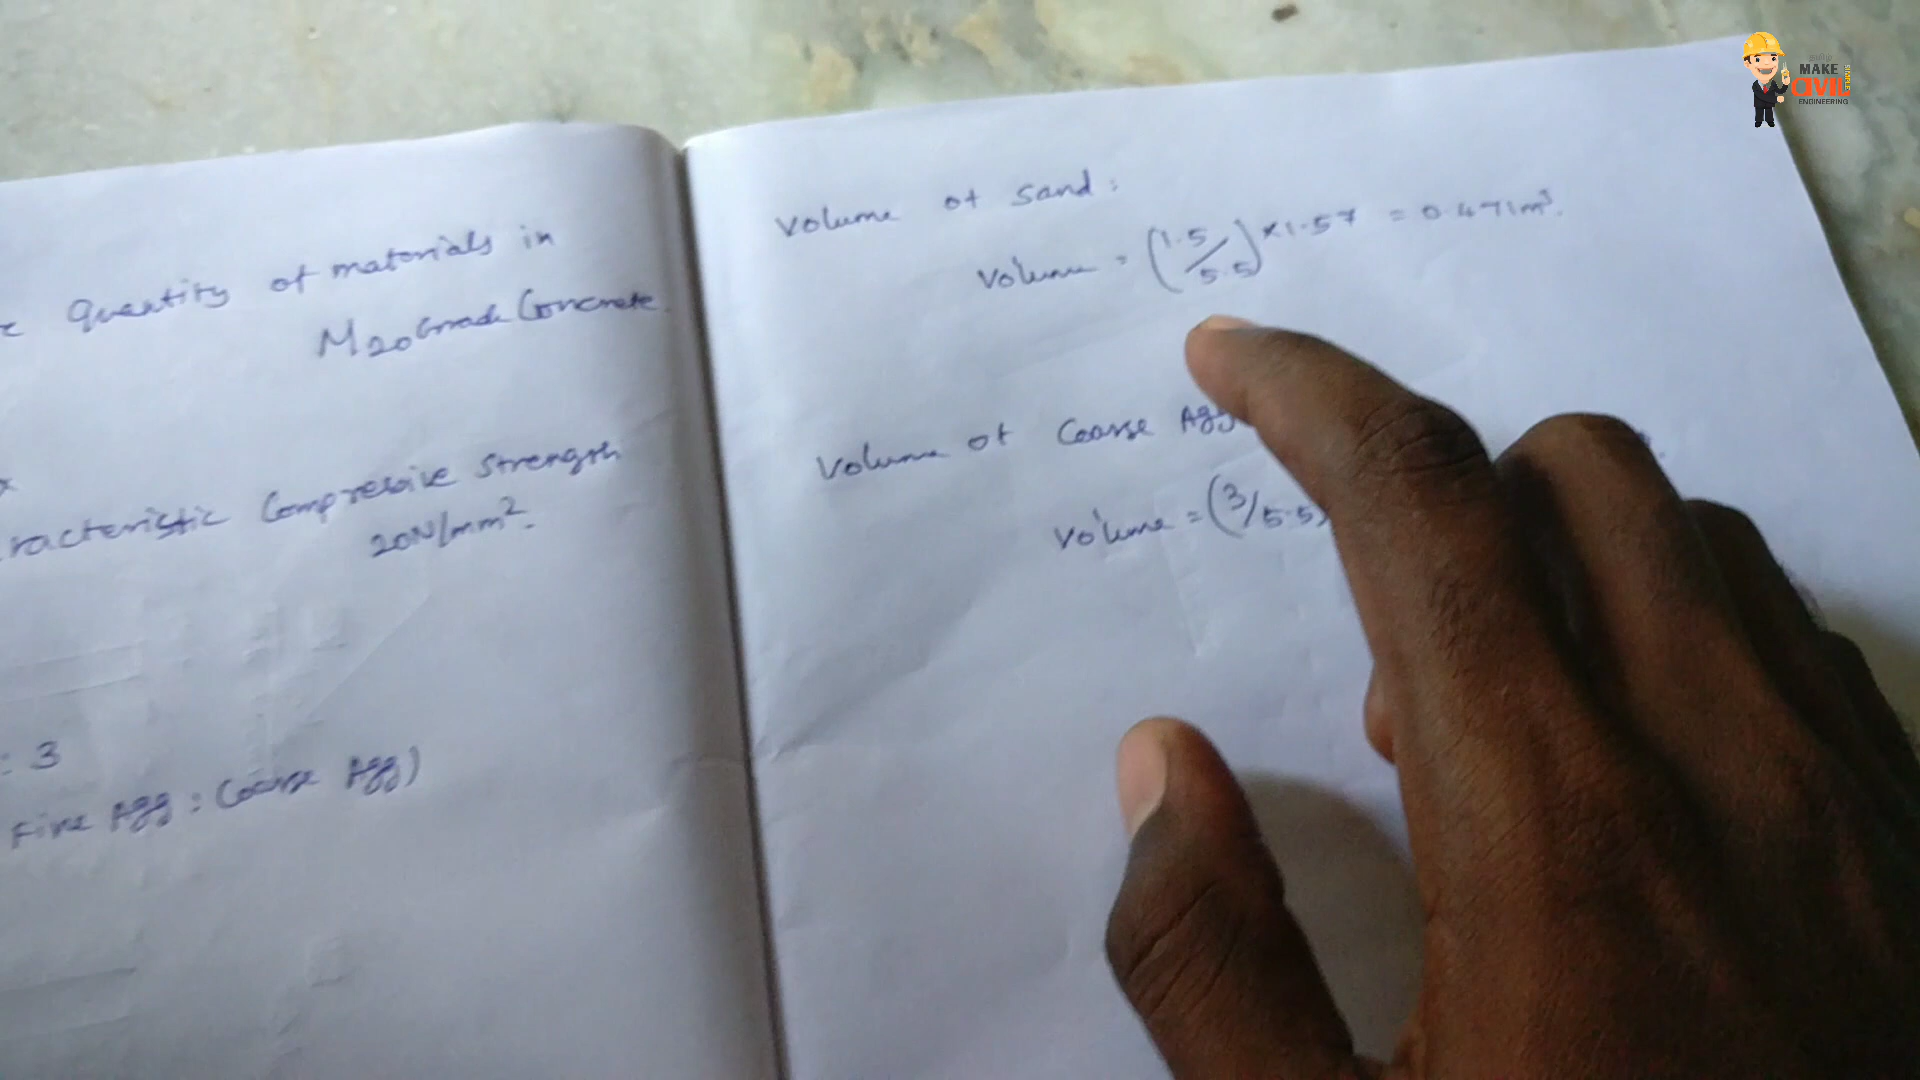 Quantity of materials in
M20 Grade Concrete.
racteristic Compressive Strength
20N/mm².
: 3
Fine Agg : Coarse Agg)
Volume of Sand :
Volume = (1.5/5.5) × 1.57 = 0.471m³.
Volume of Coarse Agg
Volume = (3/5.5)
MAKE
CIVIL
SIMPLE
ENGINEERING